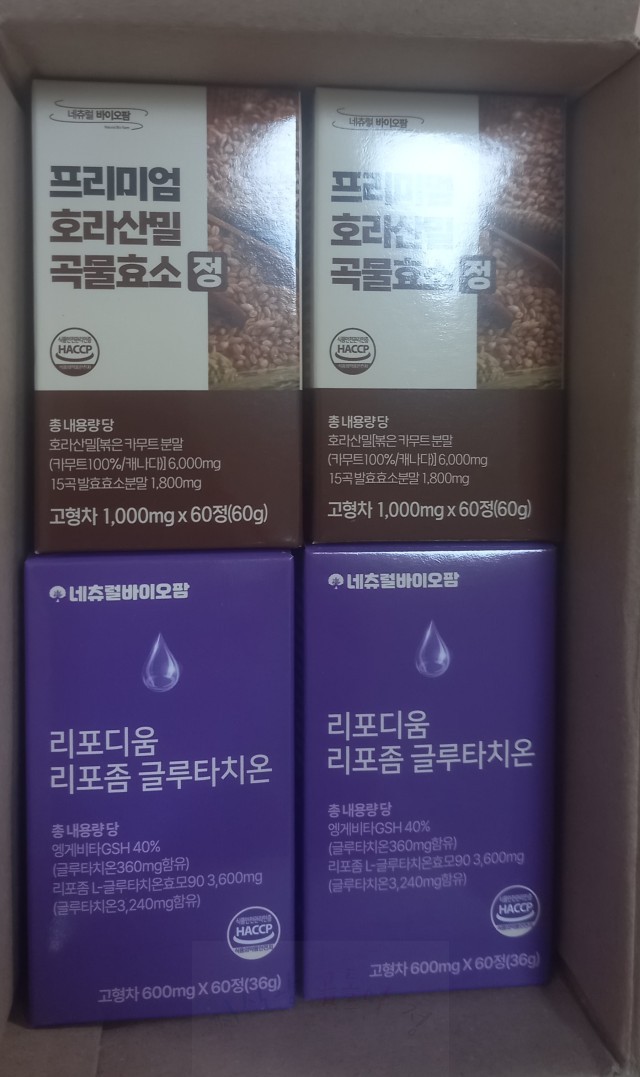 네츄럴 바이오팜
프리미엄
호라산밀
곡물효소 정
HACCP
총 내용량 당
호라산밀[볶은 카무트 분말
(카무트100%/캐나다)] 6,000mg
15곡 발효효소분말 1,800mg
고형차 1,000mg x 60정(60g)
네츄럴 바이오팜
프리미엄
호라산밀
곡물효소 정
HACCP
총 내용량 당
호라산밀[볶은 카무트 분말
(카무트100%/캐나다)] 6,000mg
15곡 발효효소분말 1,800mg
고형차 1,000mg x 60정(60g)
네츄럴바이오팜
리포디움
리포좀 글루타치온
총 내용량 당
엥게비타GSH 40%
(글루타치온360mg함유)
리포좀 L-글루타치온효모90 3,600mg
(글루타치온3,240mg함유)
HACCP
고형차 600mg X 60정(36g)
네츄럴바이오팜
리포디움
리포좀 글루타치온
총 내용량 당
엥게비타GSH 40%
(글루타치온360mg함유)
리포좀 L-글루타치온효모90 3,600mg
(글루타치온3,240mg함유)
HACCP
고형차 600mg X 60정(36g)